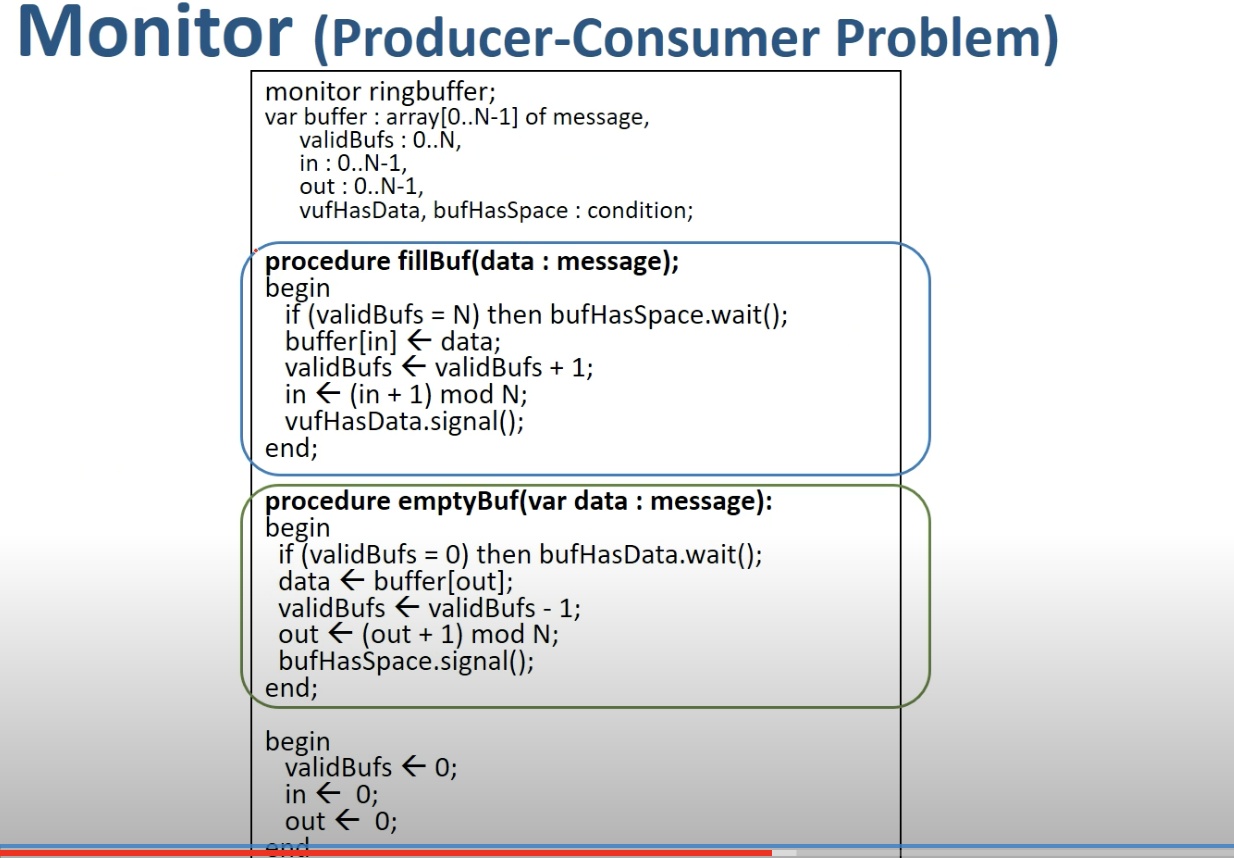 Monitor (Producer-Consumer Problem)
monitor ringbuffer;
var buffer : array[0..N-1] of message,
validBufs : 0..N,
in : 0..N-1,
out : 0..N-1,
vufHasData, bufHasSpace : condition;
procedure fillBuf(data : message);
begin
if (validBufs = N) then bufHasSpace.wait();
buffer[in] ← data;
validBufs ← validBufs + 1;
in ← (in + 1) mod N;
vufHasData.signal();
end;
procedure emptyBuf(var data : message):
begin
if (validBufs = 0) then bufHasData.wait();
data ← buffer[out];
validBufs ← validBufs - 1;
out ← (out + 1) mod N;
bufHasSpace.signal();
end;
begin
validBufs ← 0;
in ← 0;
out ← 0;
end